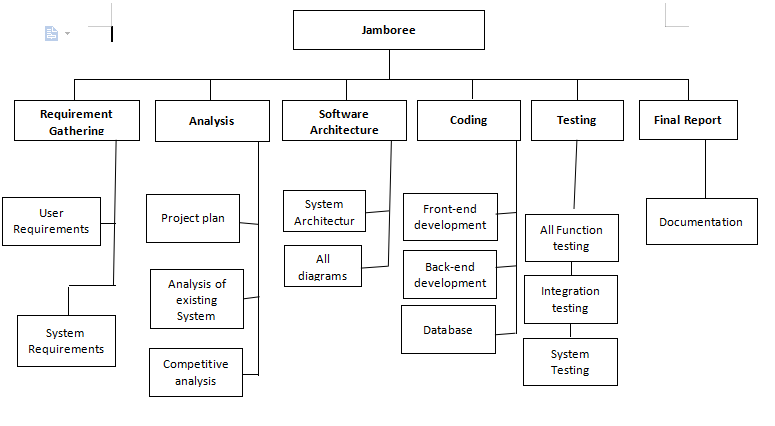 Jamboree
Requirement
Gathering
Analysis
Software
Architecture
Coding
Testing
Final Report
User
Requirements
System
Requirements
Project plan
Analysis of
existing
System
Competitive
analysis
System
Architectur
All
diagrams
Front-end
development
Back-end
development
Database
All Function
testing
Integration
testing
System
Testing
Documentation